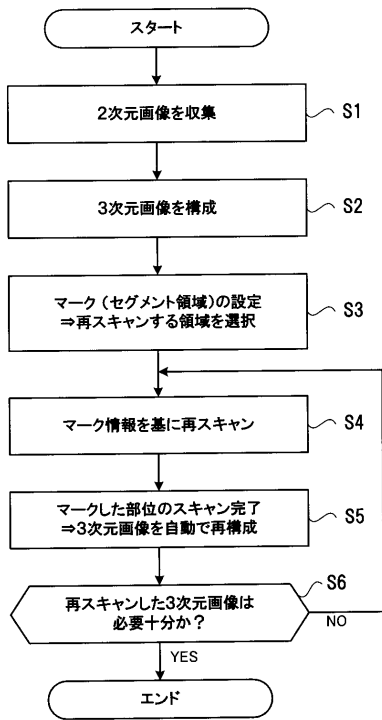 スタート
2次元画像を収集
S1
3次元画像を構成
S2
マーク（セグメント領域）の設定
⇒再スキャンする領域を選択
S3
マーク情報を基に再スキャン
S4
マークした部位のスキャン完了
⇒3次元画像を自動で再構成
S5
S6
再スキャンした3次元画像は
必要十分か？
NO
YES
エンド